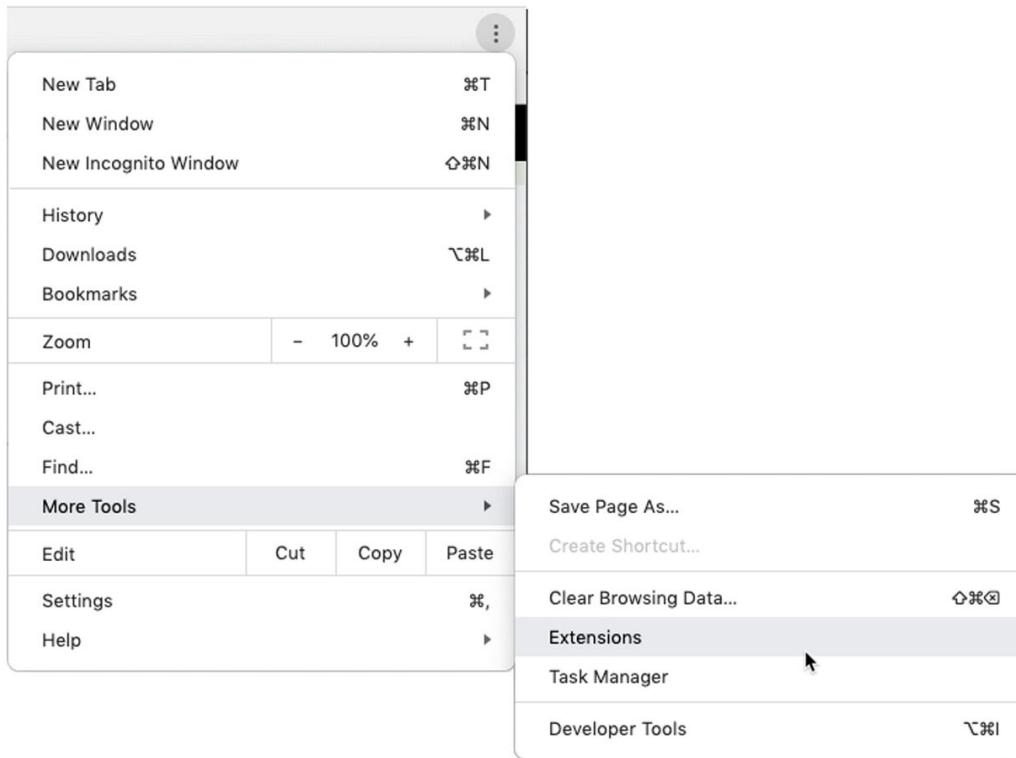 New Tab ⌘T
New Window ⌘N
New Incognito Window ⇧⌘N
History
Downloads ⌥⌘L
Bookmarks
Zoom - 100% +
Print... ⌘P
Cast...
Find... ⌘F
More Tools
Edit Cut Copy Paste
Settings ⌘,
Help
Save Page As... ⌘S
Create Shortcut...
Clear Browsing Data... ⇧⌘⌫
Extensions
Task Manager
Developer Tools ⌥⌘I